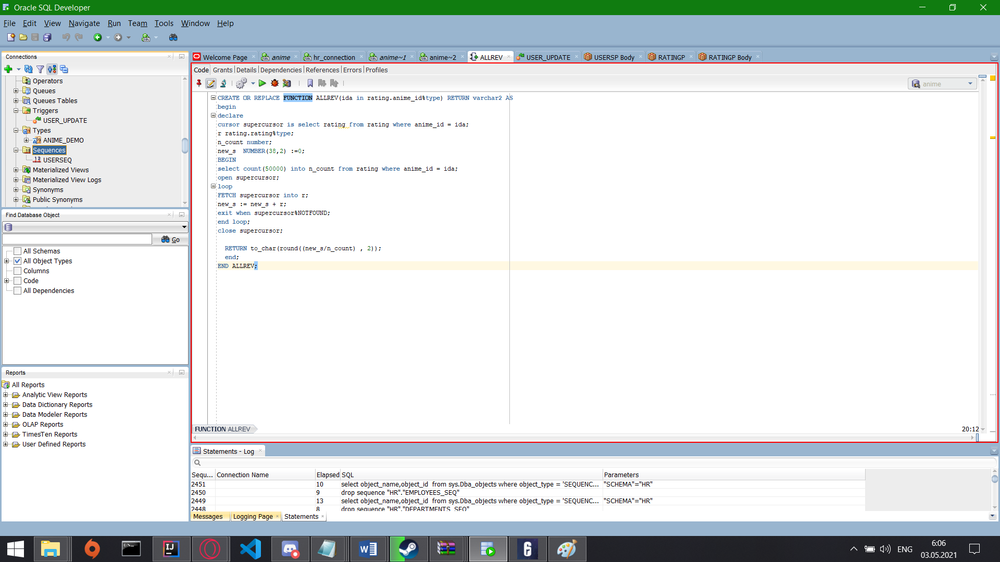 Oracle SQL Developer
File Edit View Navigate Run Team Tools Window Help
Connections
Operators
Queues
Queues Tables
Triggers
USER_UPDATE
Types
ANIME_DEMO
Sequences
USERSEQ
Materialized Views
Materialized View Logs
Synonyms
Public Synonyms
Find Database Object
Go
All Schemas
All Object Types
Columns
Code
All Dependencies
Reports
All Reports
Analytic View Reports
Data Dictionary Reports
Data Modeler Reports
OLAP Reports
TimesTen Reports
User Defined Reports
Welcome Page anime hr_connection anime~1 anime~2 ALLREV USER_UPDATE USERSP Body RATINGP RATINGP Body
Code Grants Details Dependencies References Errors Profiles
anime
CREATE OR REPLACE FUNCTION ALLREV(ida in rating.anime_id%type) RETURN varchar2 AS
begin
declare
cursor supercursor is select rating from rating where anime_id = ida;
r rating.rating%type;
n_count number;
new_s  NUMBER(38,2) :=0;
BEGIN
select count(50000) into n_count from rating where anime_id = ida;
open supercursor;
loop
FETCH supercursor into r;
new_s := new_s + r;
exit when supercursor%NOTFOUND;
end loop;
close supercursor;
RETURN to_char(round((new_s/n_count) , 2));
end;
END ALLREV;
FUNCTION ALLREV
20:12
Statements - Log
Sequ... Connection Name Elapsed SQL Parameters
2451 10 select object_name,object_id  from sys.Dba_objects where object_type = 'SEQUENC... "SCHEMA"="HR"
2450 9 drop sequence "HR"."EMPLOYEES_SEQ"
2449 13 select object_name,object_id  from sys.Dba_objects where object_type = 'SEQUENC... "SCHEMA"="HR"
2448 8 drop sequence "HR"."DEPARTMENTS_SEQ"
Messages Logging Page Statements
ENG
6:06
03.05.2021